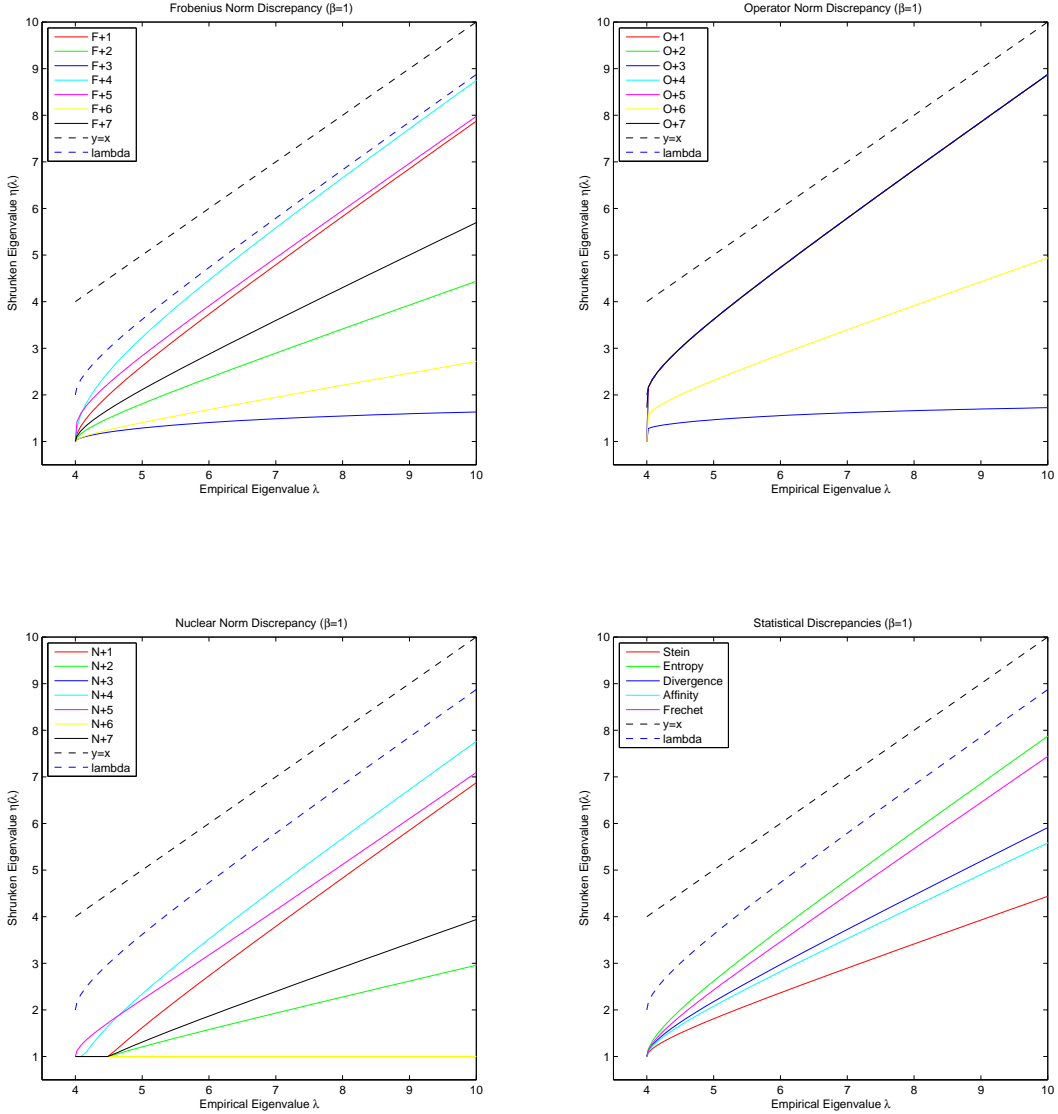 Frobenius Norm Discrepancy (β=1)
F+1
F+2
F+3
F+4
F+5
F+6
F+7
y=x
lambda
Shrunken Eigenvalue η(λ)
10
9
8
7
6
5
4
3
2
1
4 5 6 7 8 9 10
Empirical Eigenvalue λ
Operator Norm Discrepancy (β=1)
O+1
O+2
O+3
O+4
O+5
O+6
O+7
y=x
lambda
Shrunken Eigenvalue η(λ)
10
9
8
7
6
5
4
3
2
1
4 5 6 7 8 9 10
Empirical Eigenvalue λ
Nuclear Norm Discrepancy (β=1)
N+1
N+2
N+3
N+4
N+5
N+6
N+7
y=x
lambda
Shrunken Eigenvalue η(λ)
10
9
8
7
6
5
4
3
2
1
4 5 6 7 8 9 10
Empirical Eigenvalue λ
Statistical Discrepancies (β=1)
Stein
Entropy
Divergence
Affinity
Frechet
y=x
lambda
Shrunken Eigenvalue η(λ)
10
9
8
7
6
5
4
3
2
1
4 5 6 7 8 9 10
Empirical Eigenvalue λ